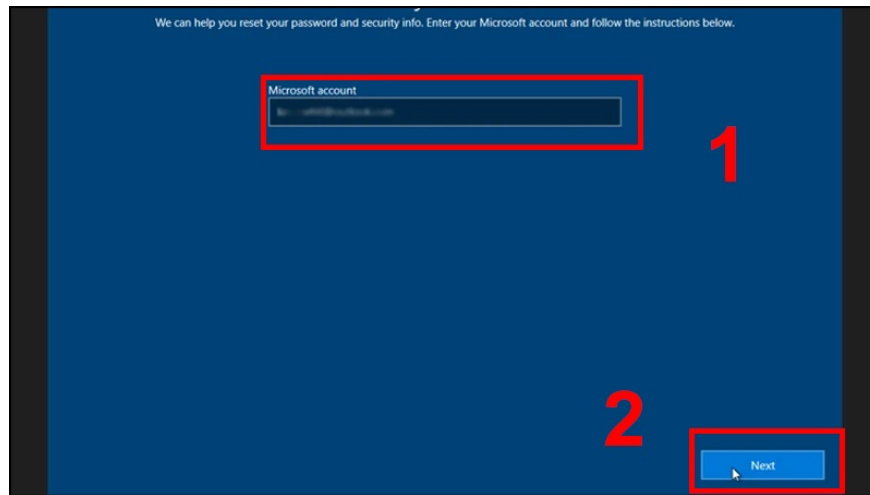 We can help you reset your password and security info. Enter your Microsoft account and follow the instructions below.
Microsoft account
1
2
Next